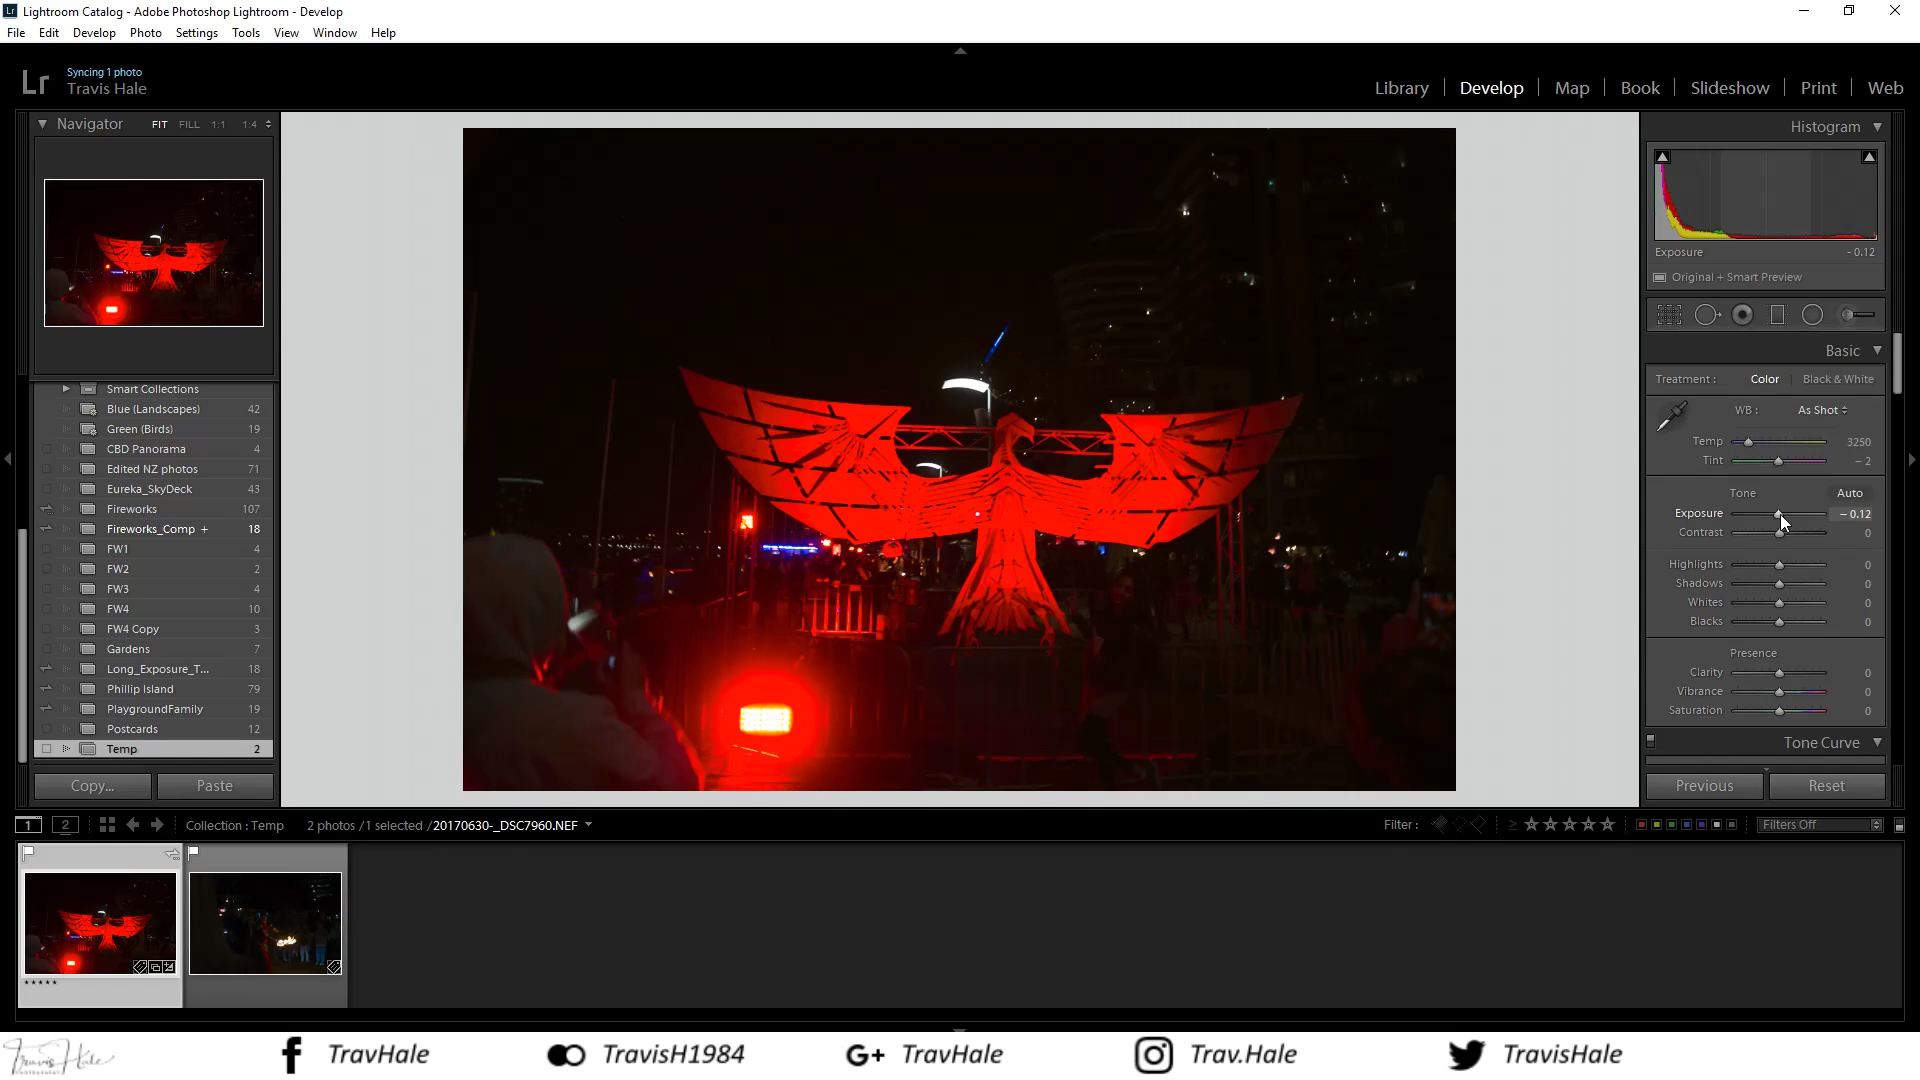 Lightroom Catalog - Adobe Photoshop Lightroom - Develop
File Edit Develop Photo Settings Tools View Window Help
Lr Syncing 1 photo
Travis Hale
Library Develop Map Book Slideshow Print Web
Navigator FIT FILL 1:1 1:4
Smart Collections
Blue (Landscapes) 42
Green (Birds) 19
CBD Panorama 4
Edited NZ photos 71
Eureka_SkyDeck 43
Fireworks 107
Fireworks_Comp + 18
FW1 4
FW2 2
FW3 4
FW4 10
FW4 Copy 3
Gardens 7
Long_Exposure_T... 18
Phillip Island 79
PlaygroundFamily 19
Postcards 12
Temp 2
Copy... Paste
Histogram
Exposure - 0.12
Original + Smart Preview
Basic
Treatment : Color Black & White
WB : As Shot
Temp 3250
Tint - 2
Tone Auto
Exposure - 0.12
Contrast 0
Highlights 0
Shadows 0
Whites 0
Blacks 0
Presence
Clarity 0
Vibrance 0
Saturation 0
Tone Curve
Previous Reset
1 2 Collection : Temp 2 photos / 1 selected / 20170630-_DSC7960.NEF Filter : ≥ ★★★★★ Filters Off
★★★★★
Travis Hale f TravHale TravisH1984 G+ TravHale Trav.Hale TravisHale